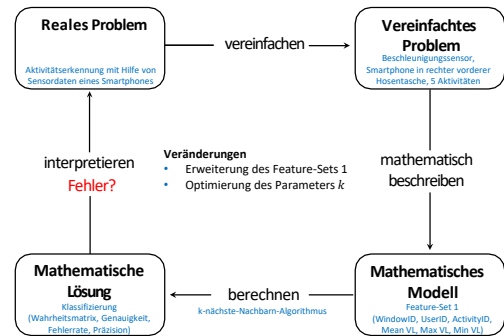 Reales Problem
Aktivitätserkennung mit Hilfe von
Sensordaten eines Smartphones
vereinfachen
Vereinfachtes
Problem
Beschleunigungssensor,
Smartphone in rechter vorderer
Hosentasche, 5 Aktivitäten
interpretieren
Fehler?
Veränderungen
• Erweiterung des Feature-Sets 1
• Optimierung des Parameters k
mathematisch
beschreiben
Mathematische
Lösung
Klassifizierung
(Wahrheitsmatrix, Genauigkeit,
Fehlerrate, Präzision)
berechnen
k-nächste-Nachbarn-Algorithmus
Mathematisches
Modell
Feature-Set 1
(WindowID, UserID, ActivityID,
Mean VL, Max VL, Min VL)